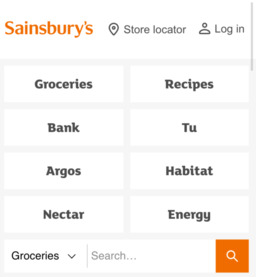 Sainsbury's Store locator Log in
Groceries Recipes
Bank Tu
Argos Habitat
Nectar Energy
Groceries Search...